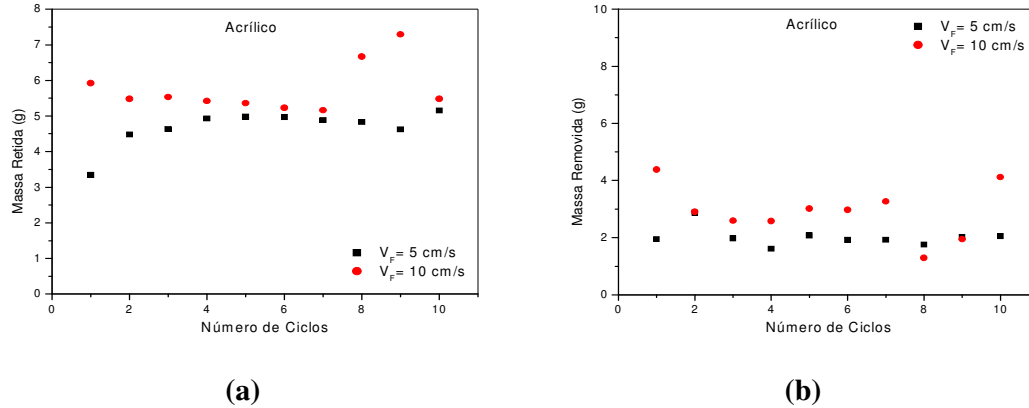 Acrílico
Massa Retida (g)
8
7
6
5
4
3
2
1
0
0 2 4 6 8 10
Número de Ciclos
V_F= 5 cm/s
V_F= 10 cm/s
(a)
Acrílico
Massa Removida (g)
10
8
6
4
2
0
0 2 4 6 8 10
Número de Ciclos
V_F= 5 cm/s
V_F= 10 cm/s
(b)